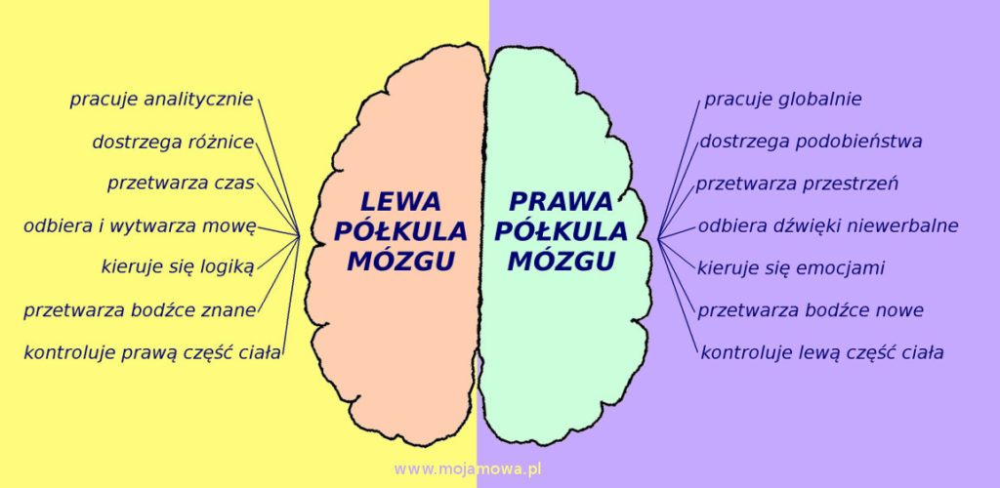 pracuje analitycznie
dostrzega różnice
przetwarza czas
odbiera i wytwarza mowę
kieruje się logiką
przetwarza bodźce znane
kontroluje prawą część ciała
LEWA
PÓŁKULA
MÓZGU
PRAWA
PÓŁKULA
MÓZGU
pracuje globalnie
dostrzega podobieństwa
przetwarza przestrzeń
odbiera dźwięki niewerbalne
kieruje się emocjami
przetwarza bodźce nowe
kontroluje lewą część ciała
www.mojamowa.pl